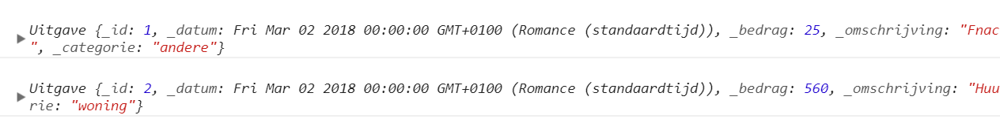 Uitgave {_id: 1, _datum: Fri Mar 02 2018 00:00:00 GMT+0100 (Romance (standaardtijd)), _bedrag: 25, _omschrijving: "Fnac
", _categorie: "andere"}
Uitgave {_id: 2, _datum: Fri Mar 02 2018 00:00:00 GMT+0100 (Romance (standaardtijd)), _bedrag: 560, _omschrijving: "Huu
rie: "woning"}